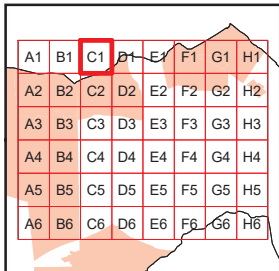 A1 B1 C1 D1 E1 F1 G1 H1
A2 B2 C2 D2 E2 F2 G2 H2
A3 B3 C3 D3 E3 F3 G3 H3
A4 B4 C4 D4 E4 F4 G4 H4
A5 B5 C5 D5 E5 F5 G5 H5
A6 B6 C6 D6 E6 F6 G6 H6